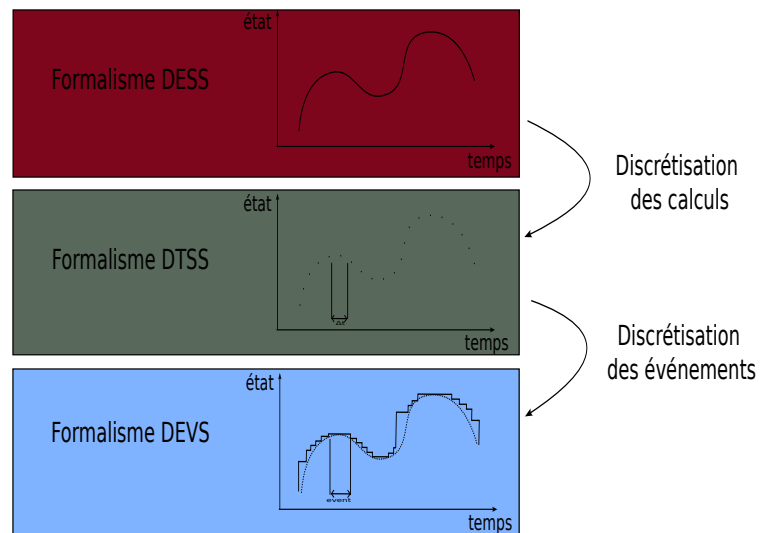 état
Formalisme DESS
temps
Discrétisation
des calculs
état
Formalisme DTSS
Δt
temps
Discrétisation
des événements
état
Formalisme DEVS
event
temps